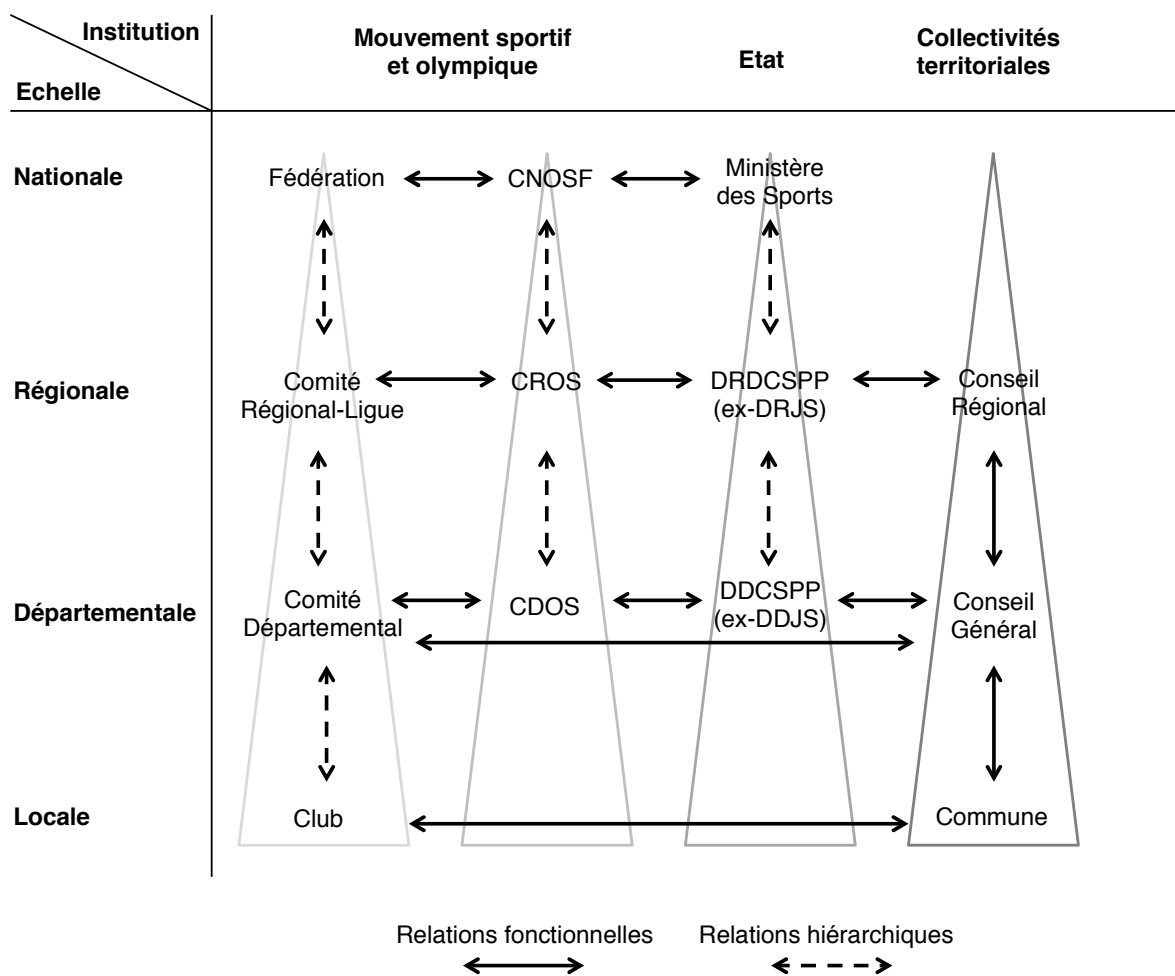 Institution
Echelle
Mouvement sportif
et olympique
Etat
Collectivités
territoriales
Nationale
Fédération
CNOSF
Ministère
des Sports
Régionale
Comité
Régional-Ligue
CROS
DRDCSPP
(ex-DRJS)
Conseil
Régional
Départementale
Comité
Départemental
CDOS
DDCSPP
(ex-DDJS)
Conseil
Général
Locale
Club
Commune
Relations fonctionnelles
Relations hiérarchiques